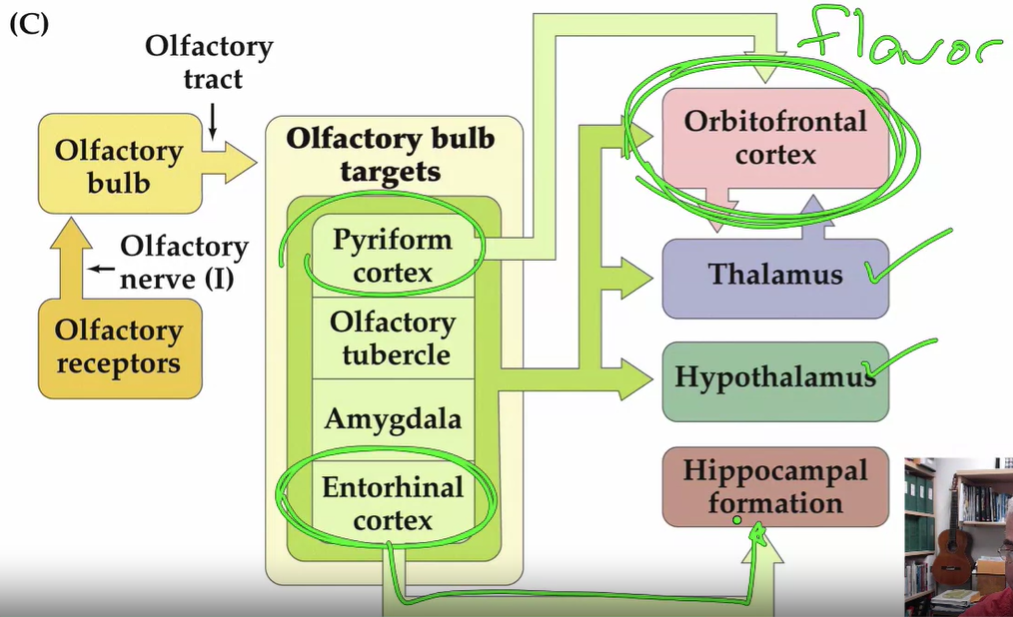 (C)
Olfactory
tract
Olfactory
bulb
Olfactory
nerve (I)
Olfactory
receptors
Olfactory bulb
targets
Pyriform
cortex
Olfactory
tubercle
Amygdala
Entorhinal
cortex
flavor
Orbitofrontal
cortex
Thalamus
Hypothalamus
Hippocampal
formation